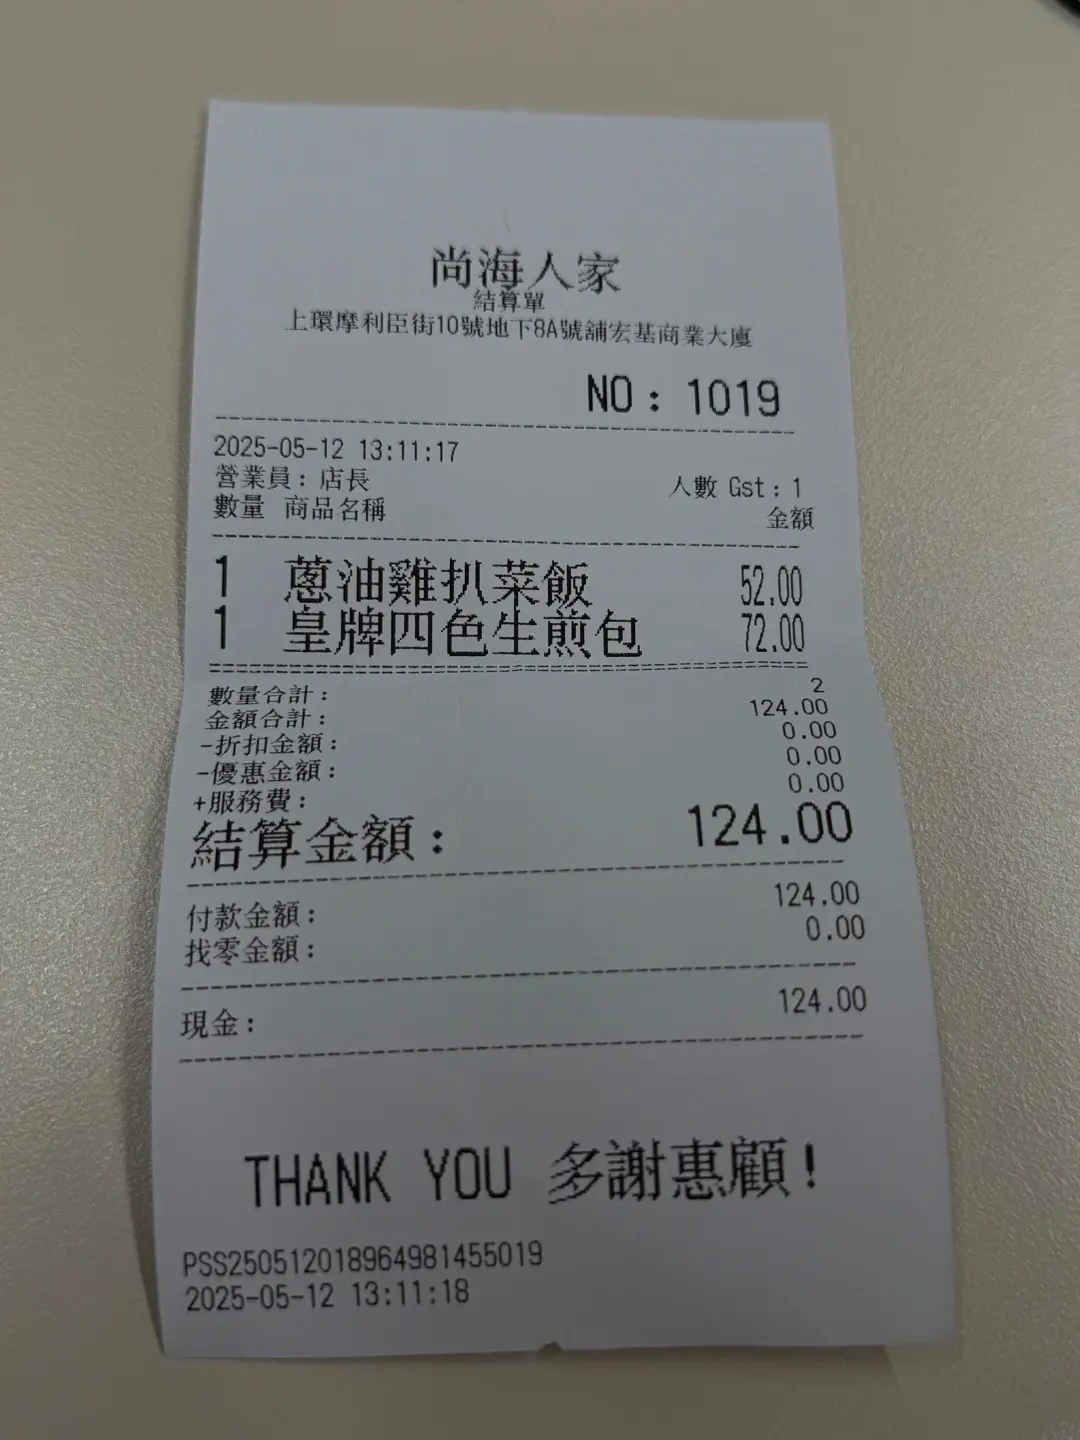 尚海人家
結算單
上環摩利臣街10號地下8A號舖宏基商業大廈
NO：1019
2025-05-12 13:11:17
營業員：店長 人數 Gst：1
數量 商品名稱 金額
1 蔥油雞扒菜飯 52.00
1 皇牌四色生煎包 72.00
數量合計： 2
金額合計： 124.00
-折扣金額： 0.00
-優惠金額： 0.00
+服務費： 0.00
結算金額： 124.00
付款金額： 124.00
找零金額： 0.00
現金： 124.00
THANK YOU 多謝惠顧！
PSS250512018964981455019
2025-05-12 13:11:18